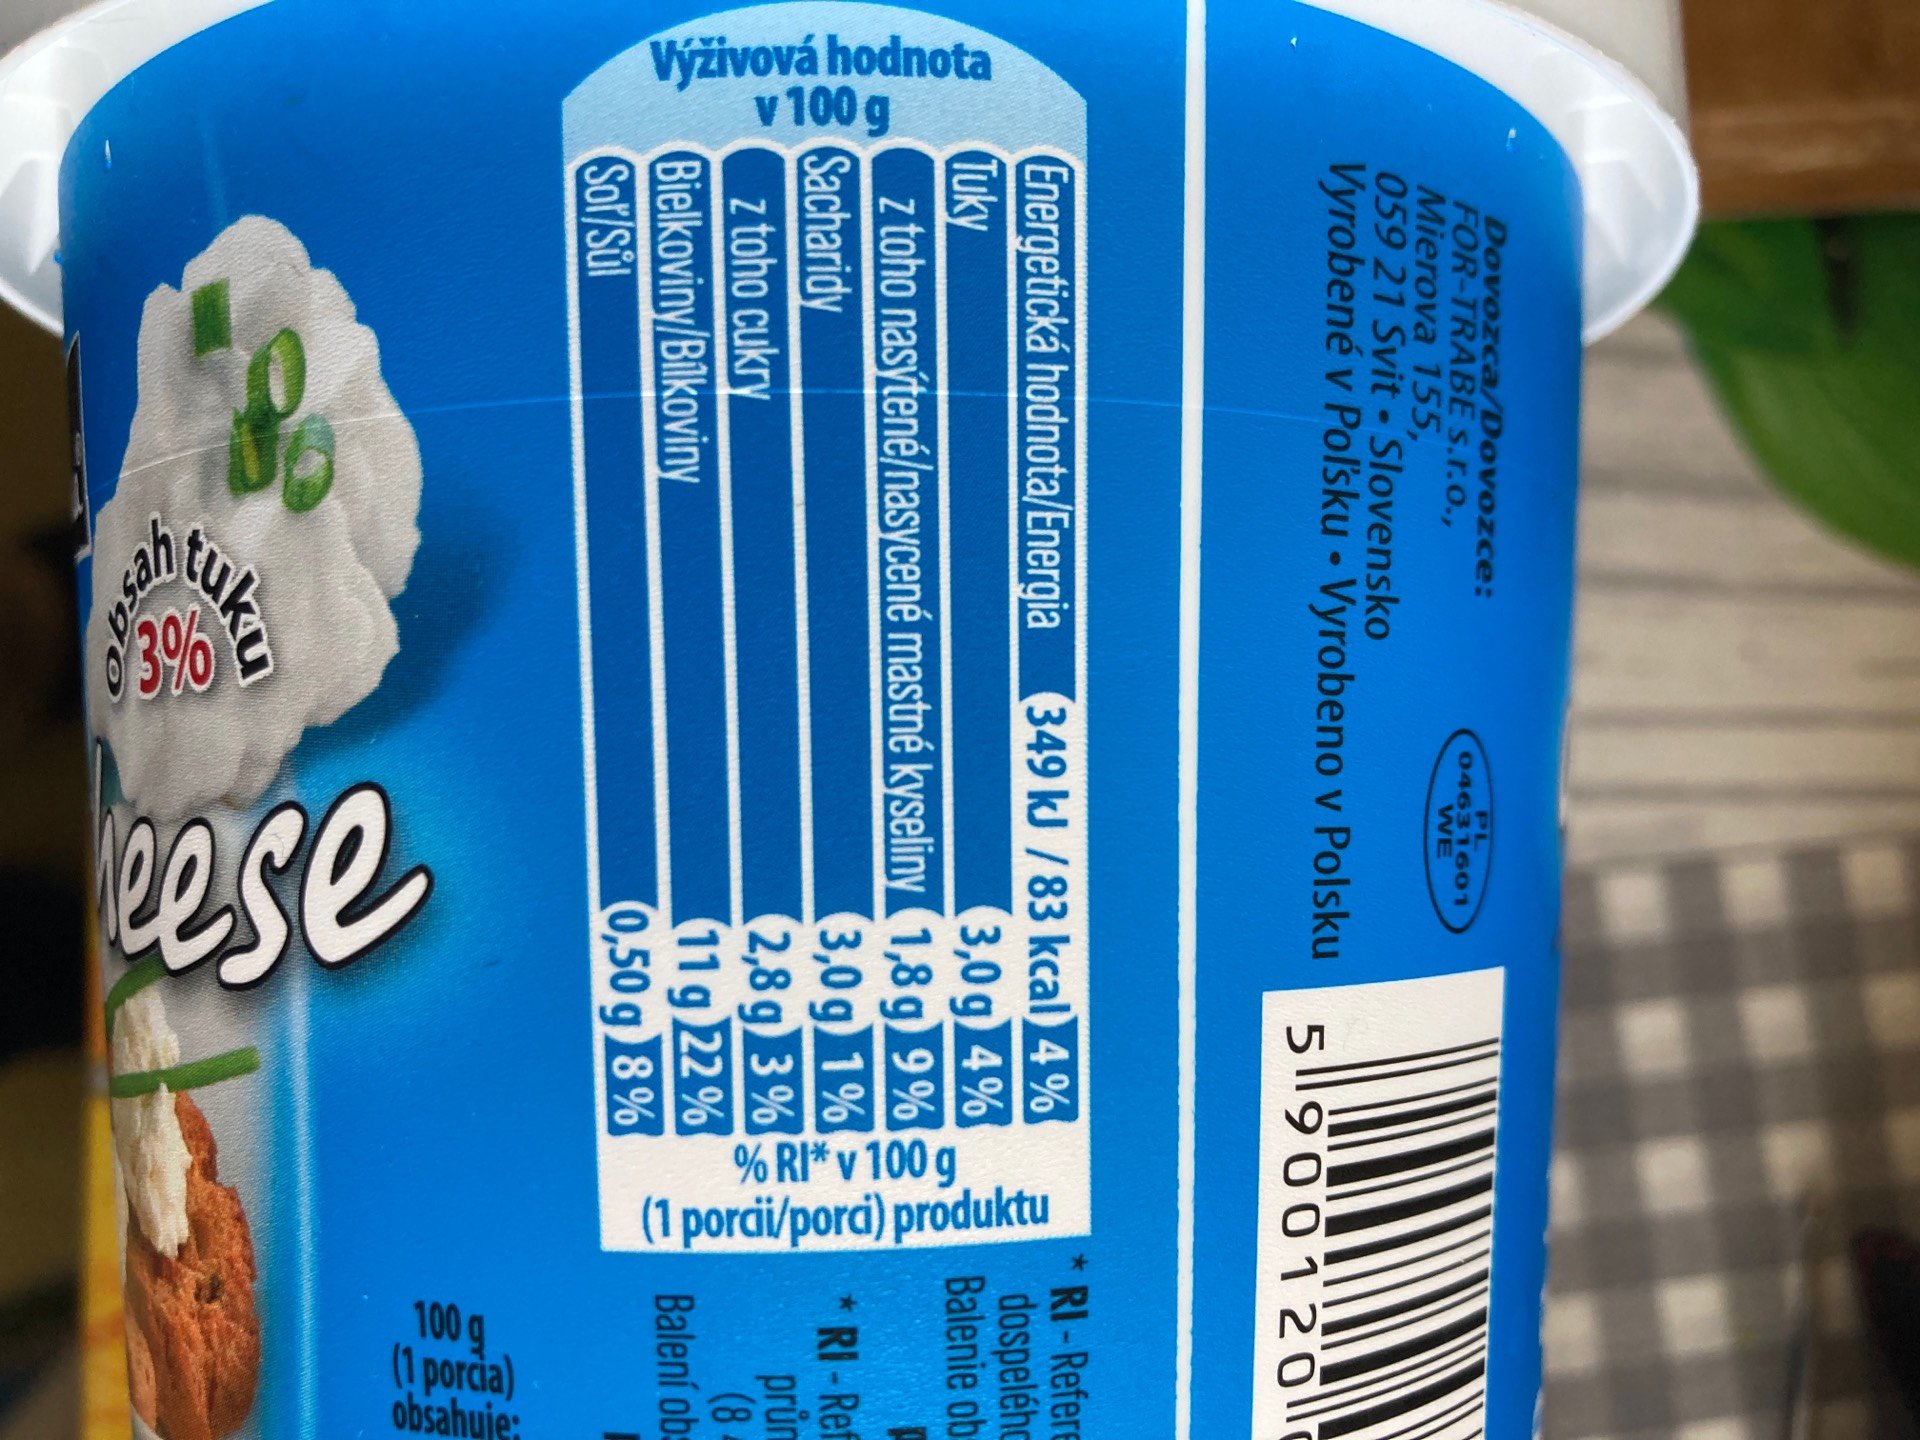 Výživová hodnota
v 100 g
Energetická hodnota/Energia 349 kJ / 83 kcal 4 %
Tuky 3,0 g 4 %
z toho nasýtené/nasycené mastné kyseliny 1,8 g 9 %
Sacharidy 3,0 g 1 %
z toho cukry 2,8 g 3 %
Bielkoviny/Bílkoviny 11 g 22 %
Soľ/Sůl 0,50 g 8 %
% RI* v 100 g
(1 porcii/porci) produktu
Dovozca/Dovozce:
FOR-TRABE s.r.o.,
Mierova 155,
059 21 Svit • Slovensko
Vyrobené v Poľsku • Vyrobeno v Polsku
PL
04631601
WE
5 900120
* RI - Refere
dospeléh
Balenie ob
* RI - Ref
prům
(8
Balení obs
100 g
(1 porcia)
obsahuje:
Obsah tuku
3%
heese